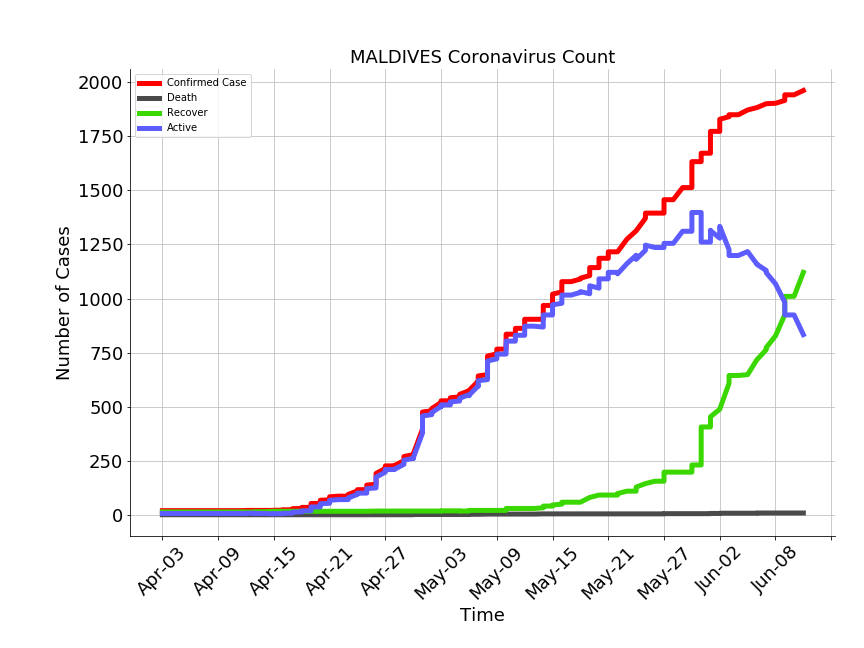 MALDIVES Coronavirus Count
Confirmed Case
Death
Recover
Active
Number of Cases
2000
1750
1500
1250
1000
750
500
250
0
Apr-03
Apr-09
Apr-15
Apr-21
Apr-27
May-03
May-09
May-15
May-21
May-27
Jun-02
Jun-08
Time